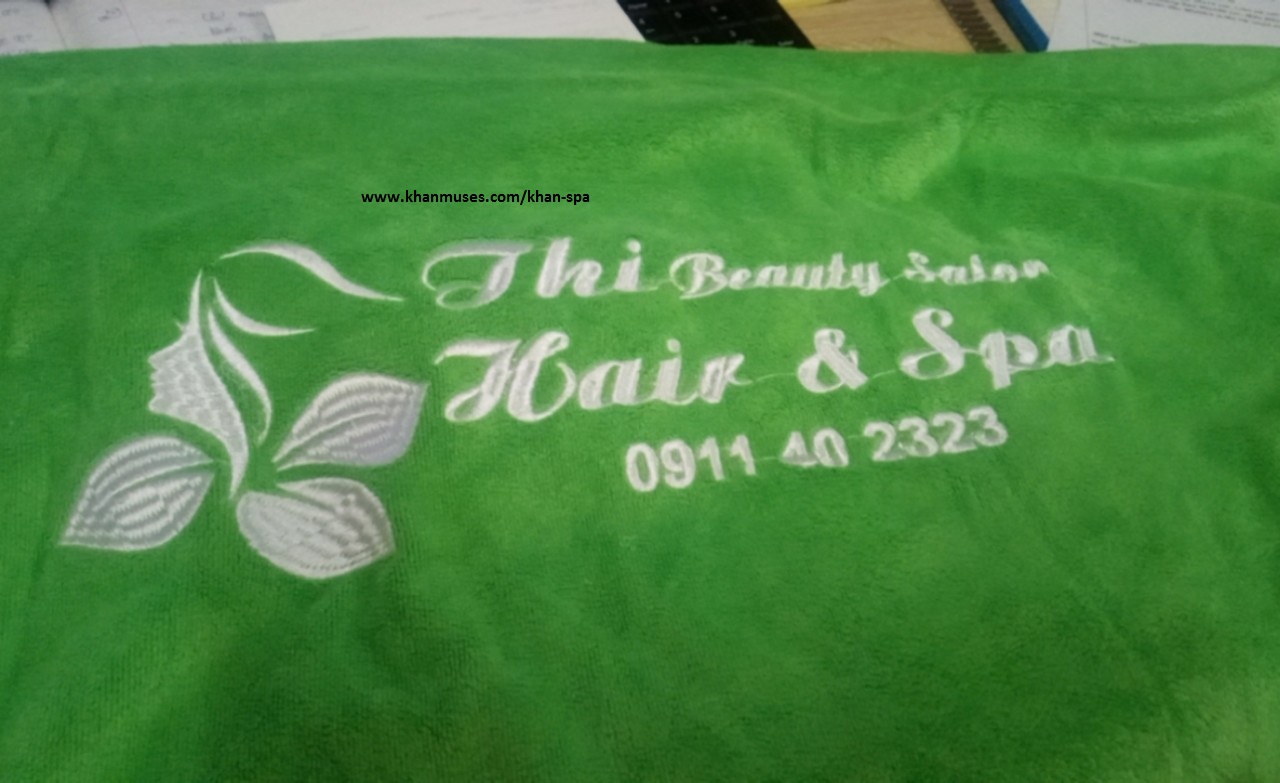 www.khanmuses.com/khan-spa
Thi Beauty Salon
Hair & Spa
0911 40 2323